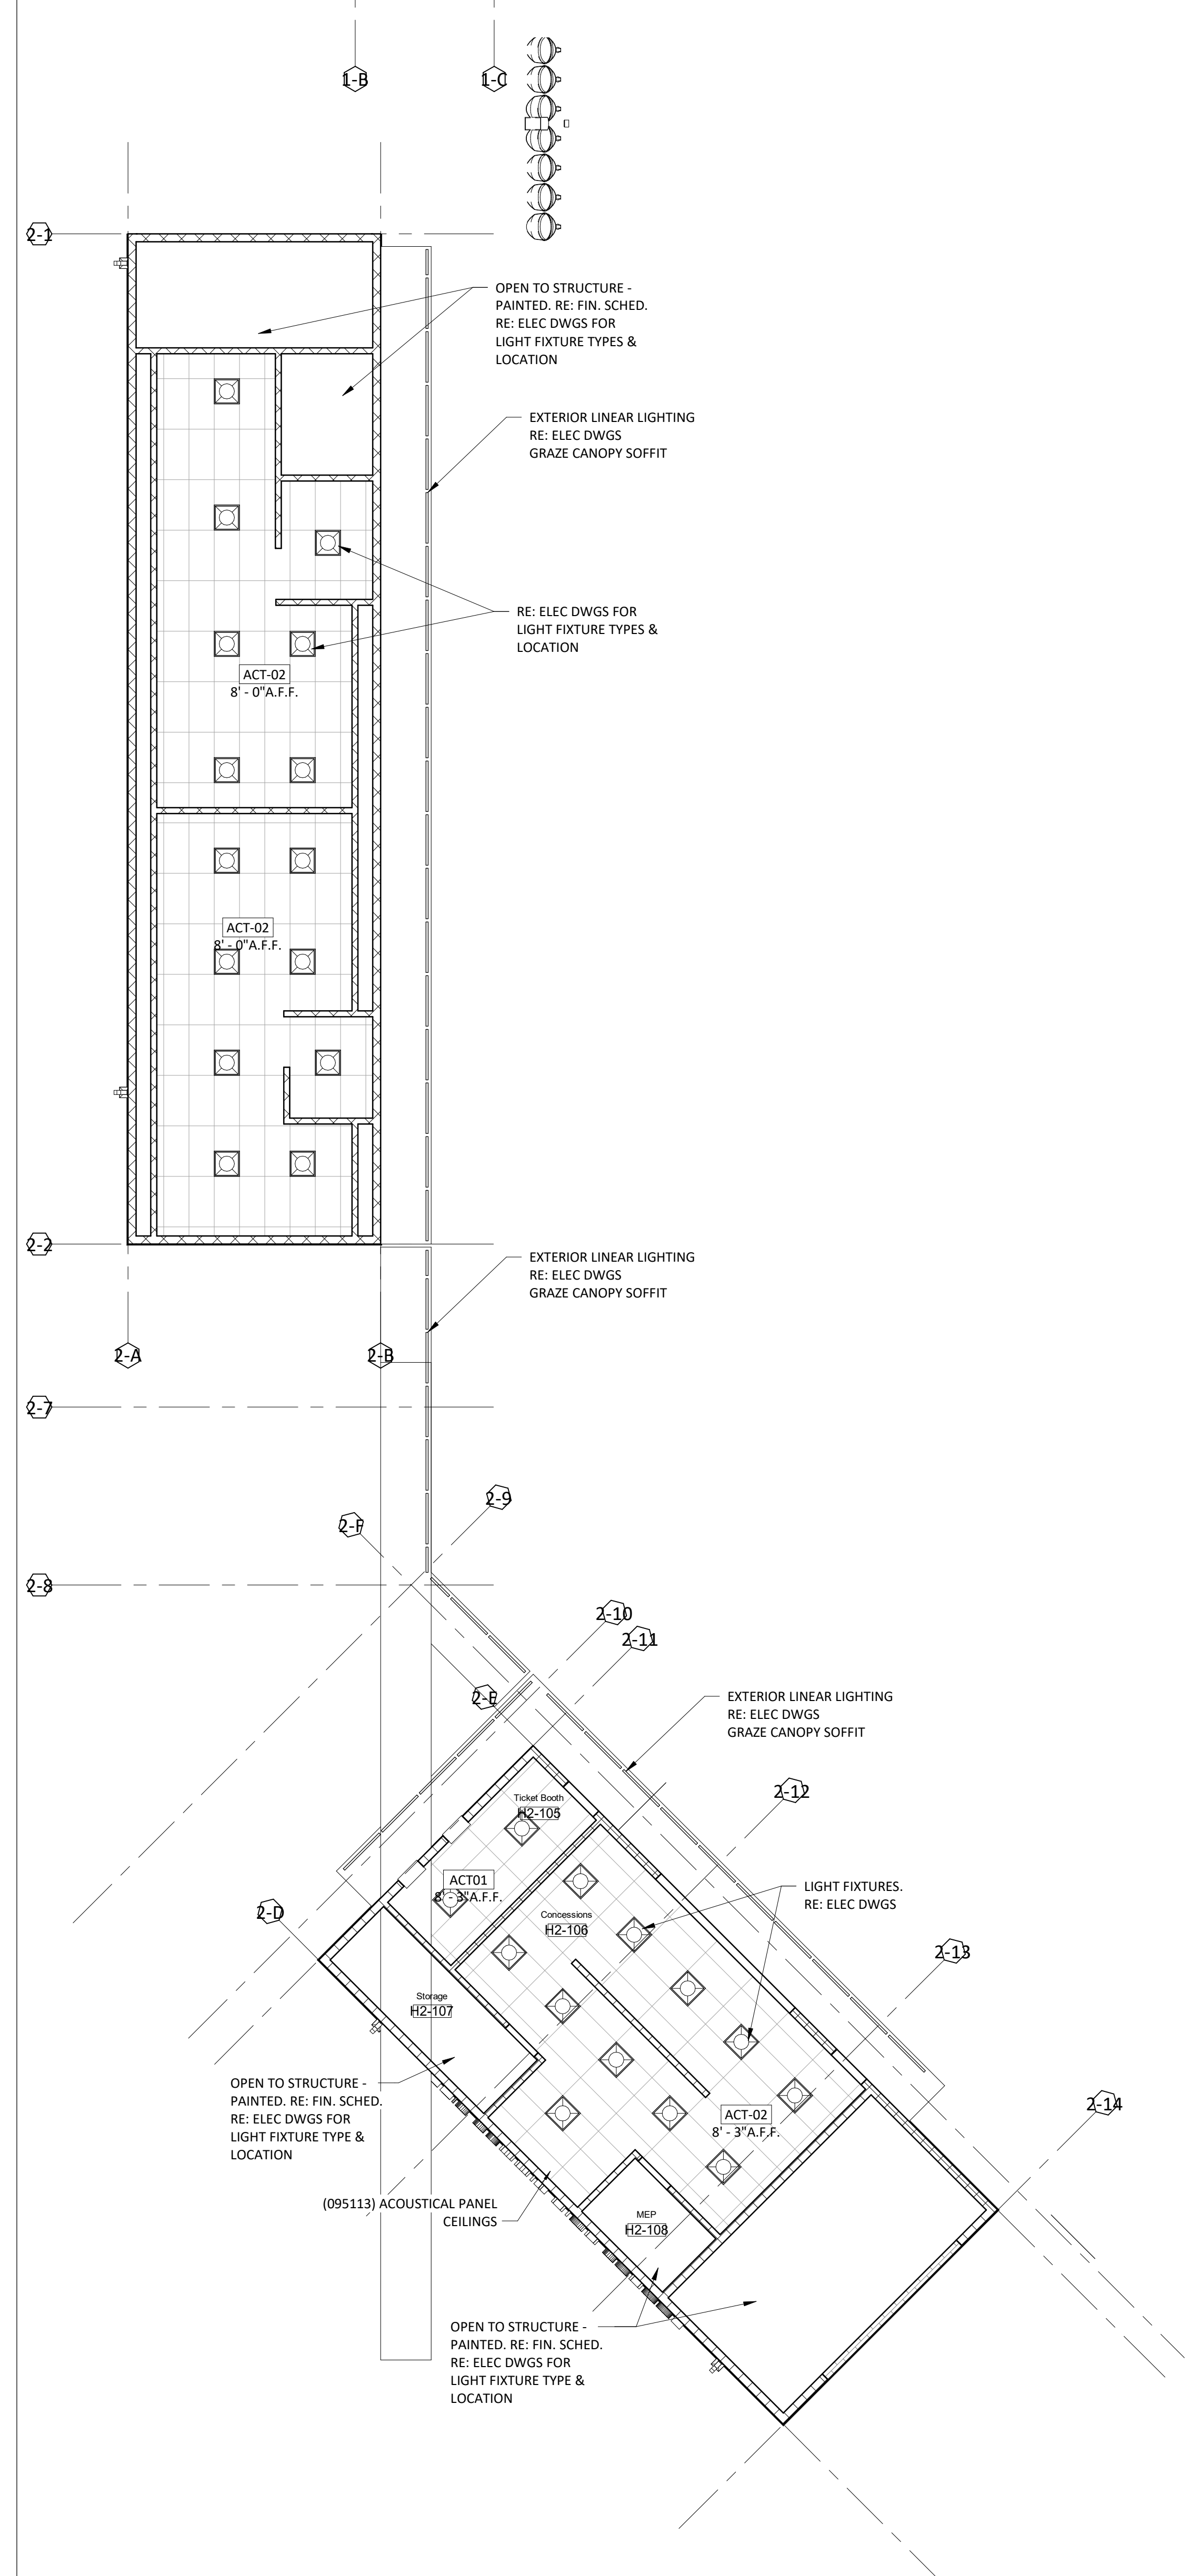 1-B
1-C
2-1
OPEN TO STRUCTURE -
PAINTED. RE: FIN. SCHED.
RE: ELEC DWGS FOR
LIGHT FIXTURE TYPES &
LOCATION
EXTERIOR LINEAR LIGHTING
RE: ELEC DWGS
GRAZE CANOPY SOFFIT
RE: ELEC DWGS FOR
LIGHT FIXTURE TYPES &
LOCATION
ACT-02
8' - 0"A.F.F.
ACT-02
8' - 0"A.F.F.
2-2
EXTERIOR LINEAR LIGHTING
RE: ELEC DWGS
GRAZE CANOPY SOFFIT
2-A
2-B
2-7
2-9
2-F
2-8
2-10
2-11
2-E
EXTERIOR LINEAR LIGHTING
RE: ELEC DWGS
GRAZE CANOPY SOFFIT
2-12
Ticket Booth
H2-105
ACT01
8' - 3"A.F.F.
LIGHT FIXTURES.
RE: ELEC DWGS
2-D
Concessions
H2-106
2-13
Storage
H2-107
OPEN TO STRUCTURE -
PAINTED. RE: FIN. SCHED.
RE: ELEC DWGS FOR
LIGHT FIXTURE TYPE &
LOCATION
2-14
ACT-02
8' - 3"A.F.F.
(095113) ACOUSTICAL PANEL
CEILINGS
MEP
H2-108
OPEN TO STRUCTURE -
PAINTED. RE: FIN. SCHED.
RE: ELEC DWGS FOR
LIGHT FIXTURE TYPE &
LOCATION